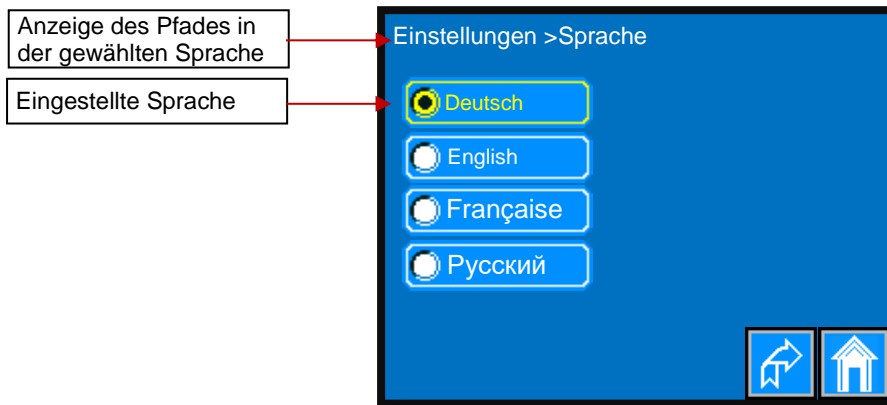 Anzeige des Pfades in
der gewählten Sprache
Einstellungen >Sprache
Eingestellte Sprache
Deutsch
English
Française
Русский